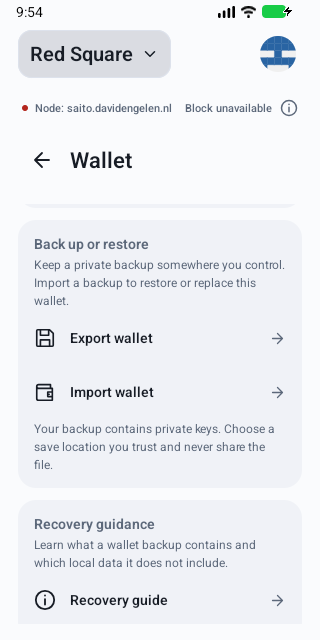 9:54
Red Square
Node: saito.davidengelen.nl Block unavailable
Wallet
Back up or restore
Keep a private backup somewhere you control.
Import a backup to restore or replace this
wallet.
Export wallet
Import wallet
Your backup contains private keys. Choose a
save location you trust and never share the
file.
Recovery guidance
Learn what a wallet backup contains and
which local data it does not include.
Recovery guide